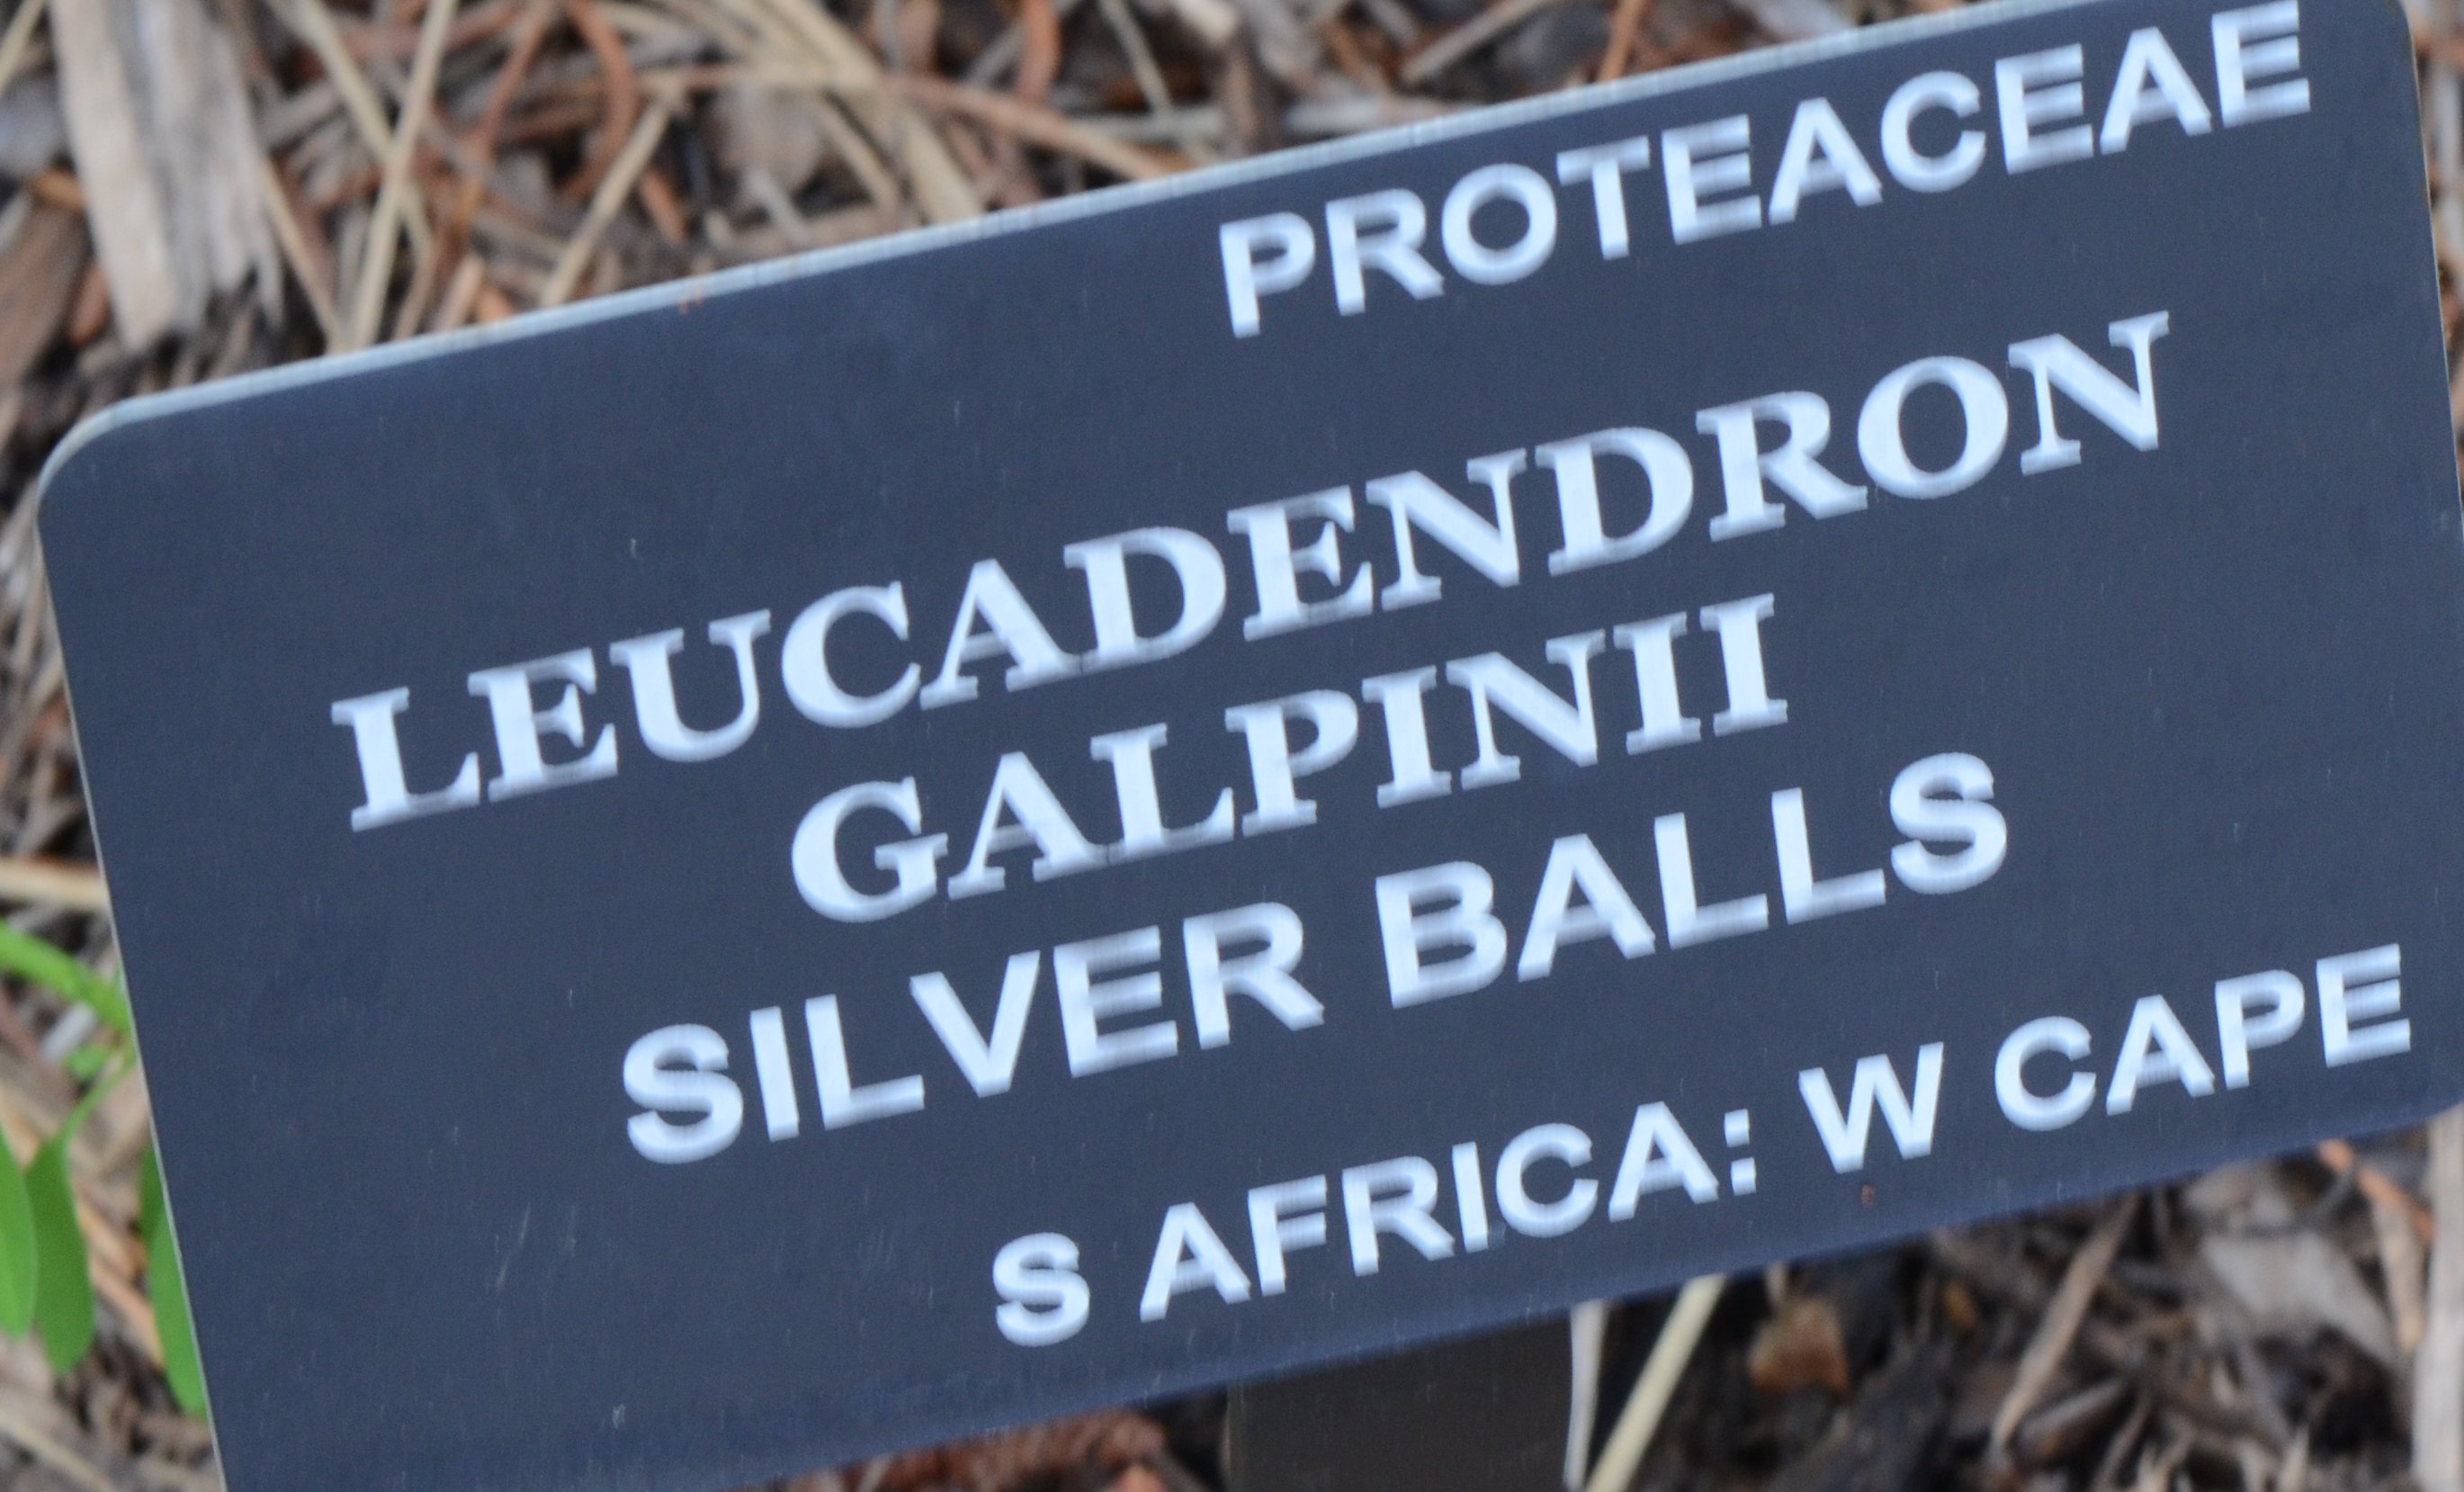 PROTEACEAE
LEUCADENDRON
GALPINII
SILVER BALLS
S AFRICA: W CAPE